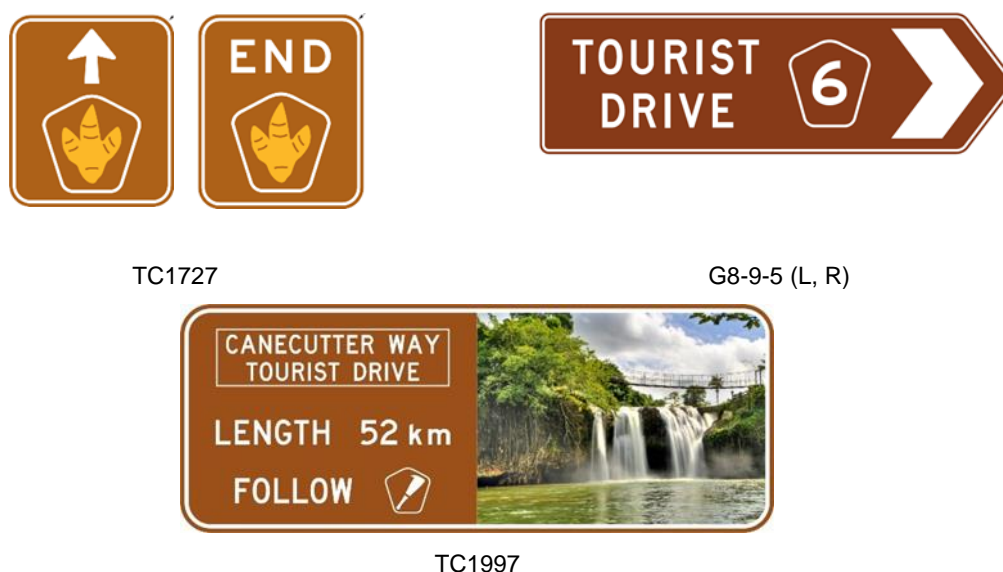 END
TOURIST
DRIVE
6
TC1727
G8-9-5 (L, R)
CANECUTTER WAY
TOURIST DRIVE
LENGTH 52 km
FOLLOW
TC1997